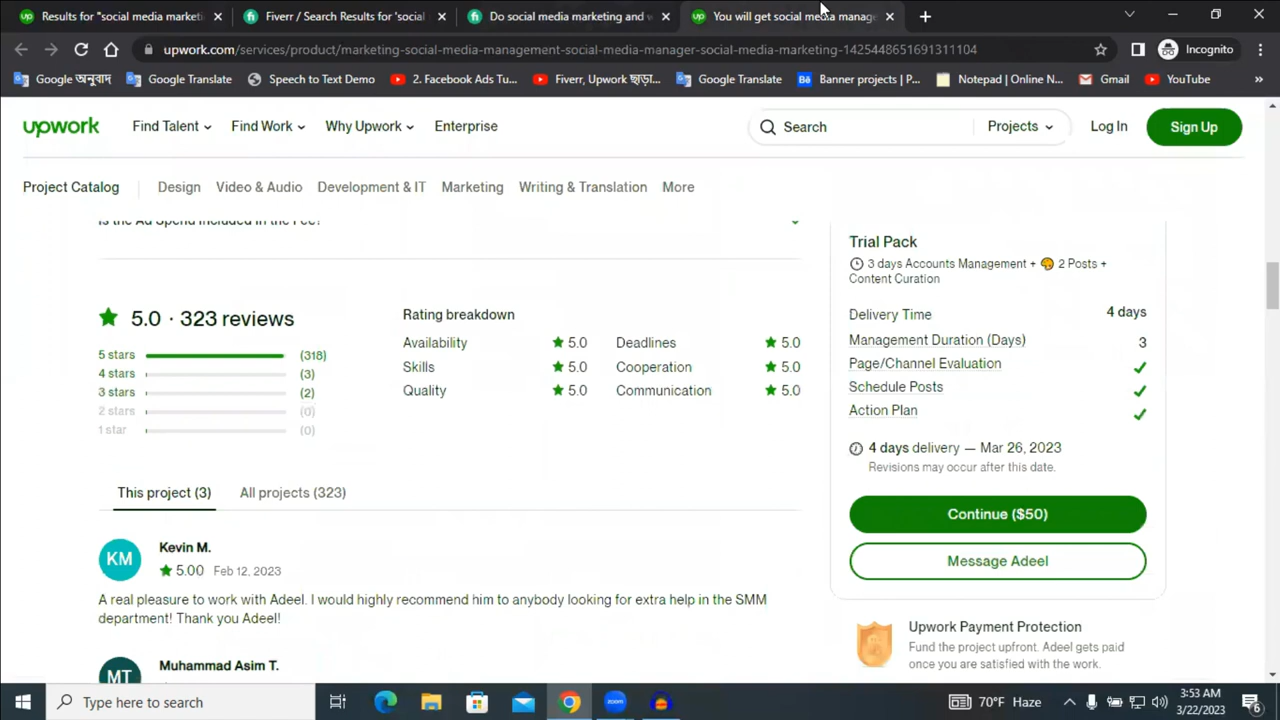 Results for "social media marketi
Fiverr / Search Results for 'social
Do social media marketing and v
You will get social media manage
upwork.com/services/product/marketing-social-media-management-social-media-manager-social-media-marketing-1425448651691311104
Incognito
Google অনুবাদ
Google Translate
Speech to Text Demo
2. Facebook Ads Tu...
Fiverr, Upwork ছাড়া...
Google Translate
Banner projects | P...
Notepad | Online N...
Gmail
YouTube
upwork
Find Talent
Find Work
Why Upwork
Enterprise
Search
Projects
Log In
Sign Up
Project Catalog
Design
Video & Audio
Development & IT
Marketing
Writing & Translation
More
Is the Ad Spend Included in the Fee?
5.0 · 323 reviews
5 stars (318)
4 stars (3)
3 stars (2)
2 stars (0)
1 star (0)
Rating breakdown
Availability 5.0 Deadlines 5.0
Skills 5.0 Cooperation 5.0
Quality 5.0 Communication 5.0
This project (3) All projects (323)
KM
Kevin M.
5.00 Feb 12, 2023
A real pleasure to work with Adeel. I would highly recommend him to anybody looking for extra help in the SMM
department! Thank you Adeel!
MT
Muhammad Asim T.
Trial Pack
3 days Accounts Management + 2 Posts +
Content Curation
Delivery Time 4 days
Management Duration (Days) 3
Page/Channel Evaluation
Schedule Posts
Action Plan
4 days delivery — Mar 26, 2023
Revisions may occur after this date.
Continue ($50)
Message Adeel
Upwork Payment Protection
Fund the project upfront. Adeel gets paid
once you are satisfied with the work.
Type here to search
zoom
70°F Haze
3:53 AM
3/22/2023
6